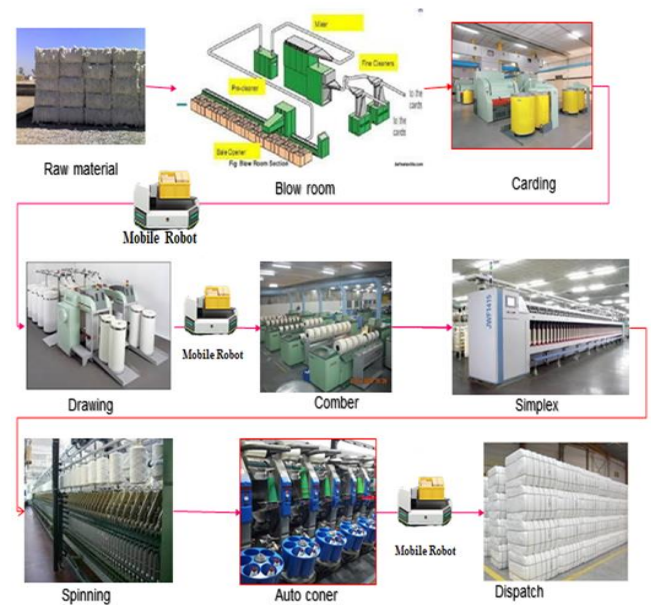 Mixer
Fine Cleaners
Pre-cleaner
to the
cards
to the
cards
Bale Opener
Fig Blow Room Section
Raw material
Blow room
Carding
Mobile Robot
JWF1415
Mobile Robot
Drawing
Comber
Simplex
Mobile Robot
Spinning
Auto coner
Dispatch